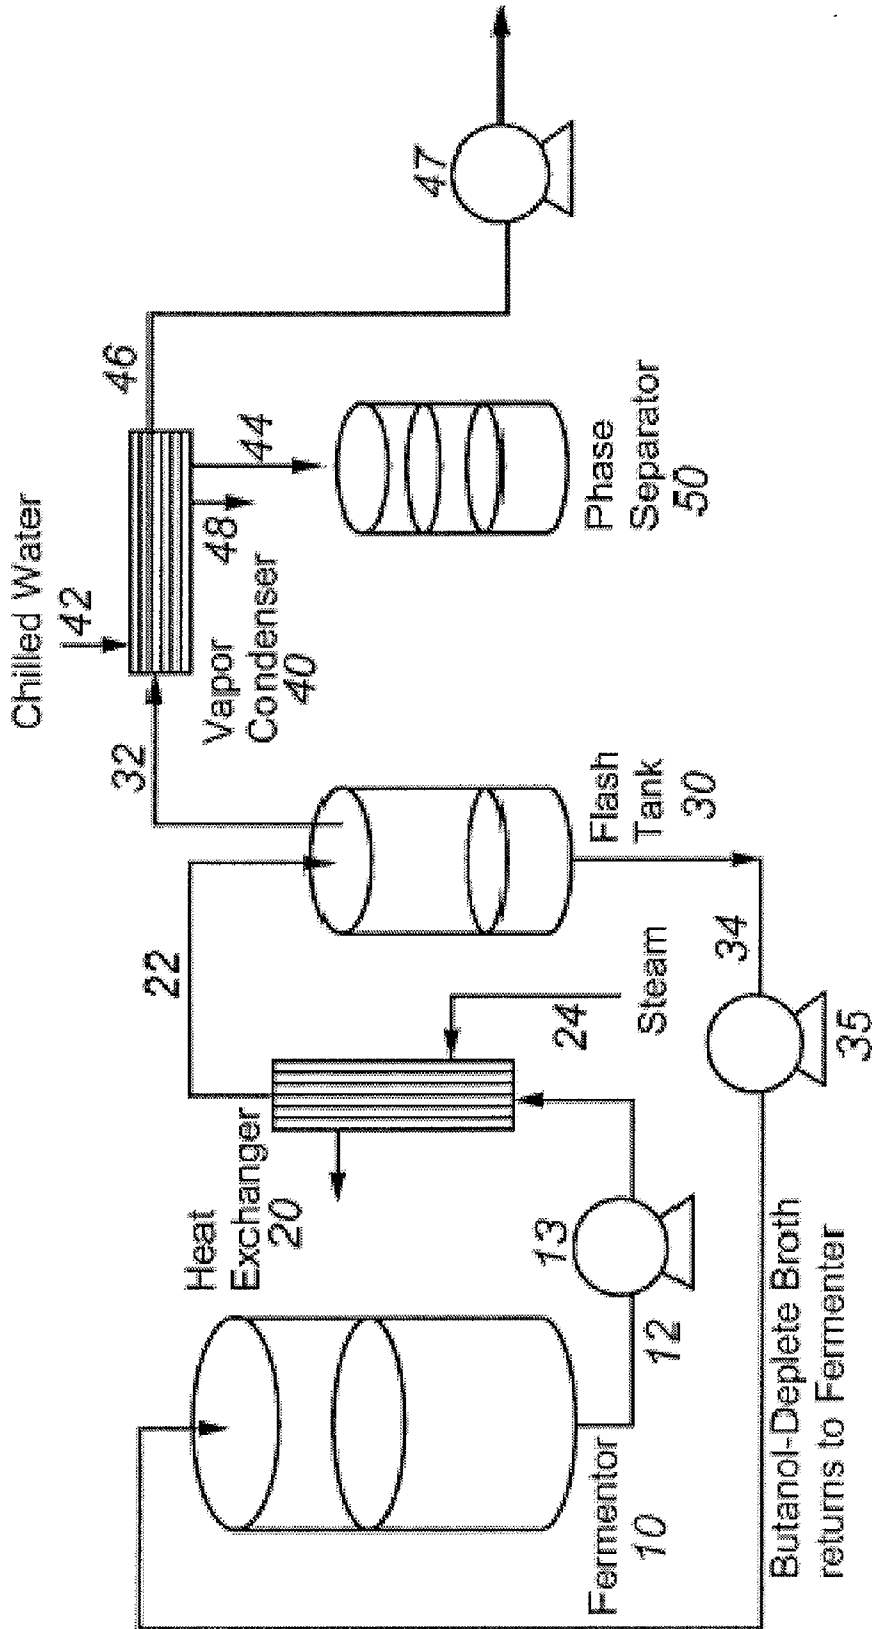 Chilled Water
42
46
47
32
44
48
Vapor
Condenser
40
Phase
Separator
50
22
Flash
Tank
30
Heat
Exchanger
20
24
Steam
34
35
13
12
Fermentor
10
Butanol-Deplete Broth
returns to Fermenter